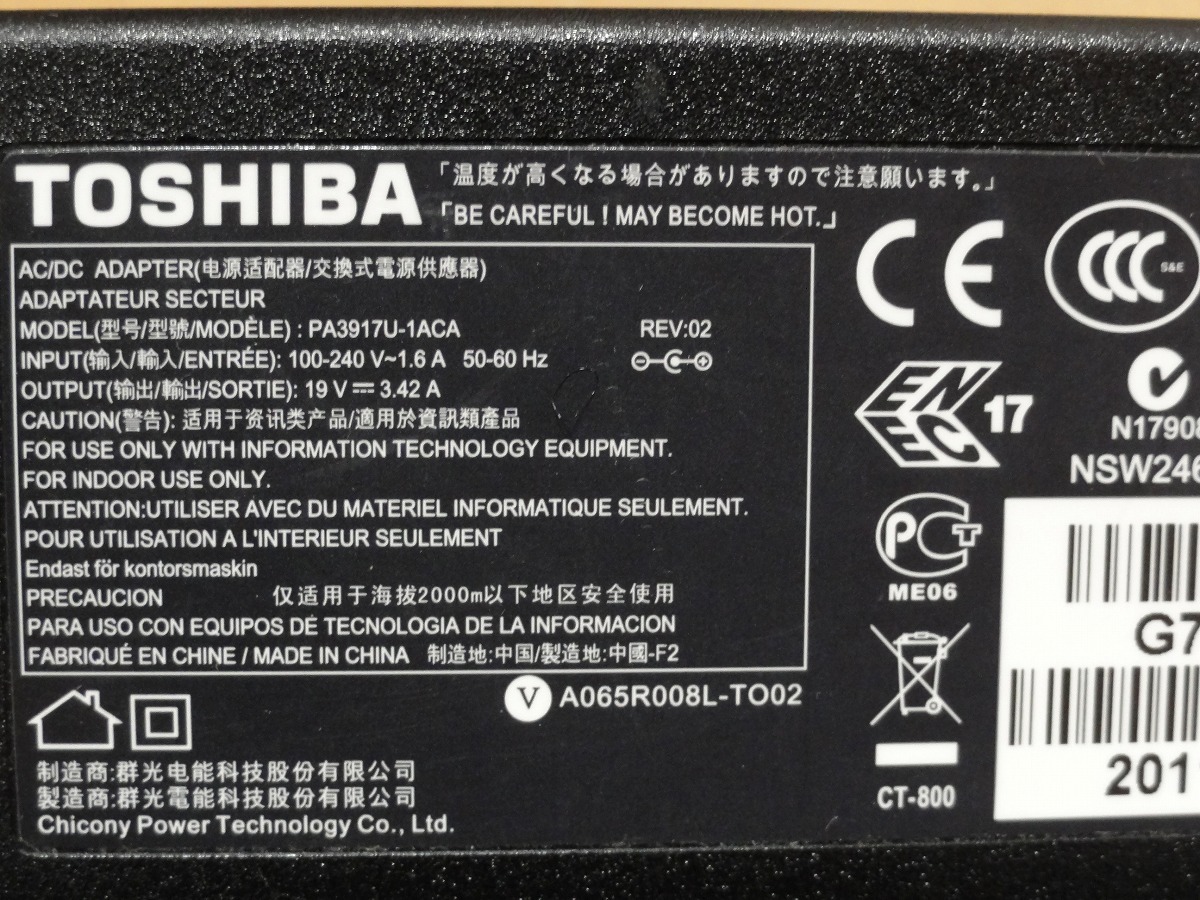 TOSHIBA
「温度が高くなる場合がありますので注意願います。」
「BE CAREFUL ! MAY BECOME HOT.」
AC/DC ADAPTER(电源适配器/交換式電源供應器)
ADAPTATEUR SECTEUR
MODEL(型号/型號/MODÈLE) : PA3917U-1ACA REV:02
INPUT(输入/輸入/ENTRÉE): 100-240 V~1.6 A 50-60 Hz
OUTPUT(输出/輸出/SORTIE): 19 V⎓3.42 A
CAUTION(警告): 适用于资讯类产品/適用於資訊類產品
FOR USE ONLY WITH INFORMATION TECHNOLOGY EQUIPMENT.
FOR INDOOR USE ONLY.
ATTENTION:UTILISER AVEC DU MATERIEL INFORMATIQUE SEULEMENT.
POUR UTILISATION A L'INTERIEUR SEULEMENT
Endast för kontorsmaskin
PRECAUCION 仅适用于海拔2000m以下地区安全使用
PARA USO CON EQUIPOS DE TECNOLOGIA DE LA INFORMACION
FABRIQUÉ EN CHINE / MADE IN CHINA 制造地:中国/製造地:中國-F2
V A065R008L-TO02
制造商:群光电能科技股份有限公司
製造商:群光電能科技股份有限公司
Chicony Power Technology Co., Ltd.
CE
CCC S&E
ENEC 17
N17908
NSW246
PCT
ME06
CT-800
G7
201